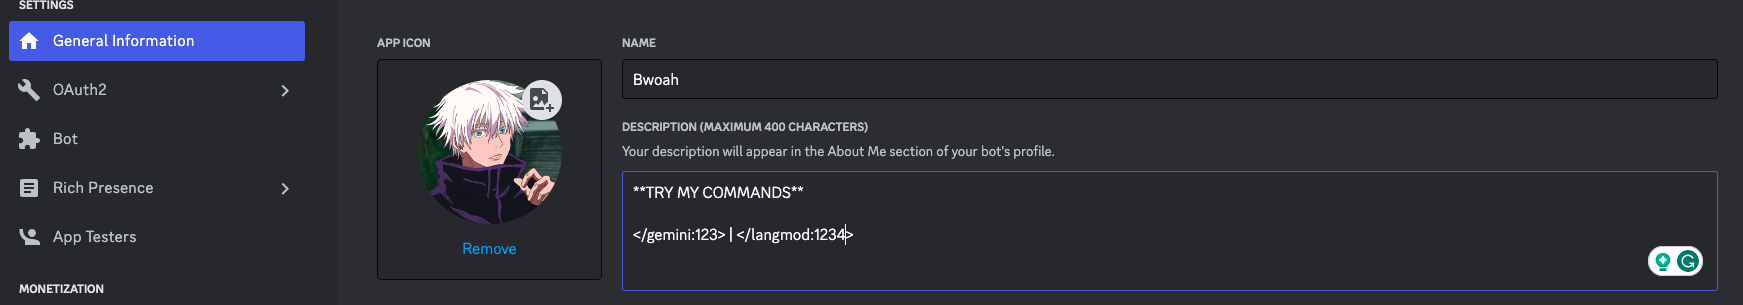 SETTINGS
General Information
OAuth2
Bot
Rich Presence
App Testers
MONETIZATION
APP ICON
Remove
NAME
Bwoah
DESCRIPTION (MAXIMUM 400 CHARACTERS)
Your description will appear in the About Me section of your bot's profile.
**TRY MY COMMANDS**
</gemini:123> | </langmod:1234>